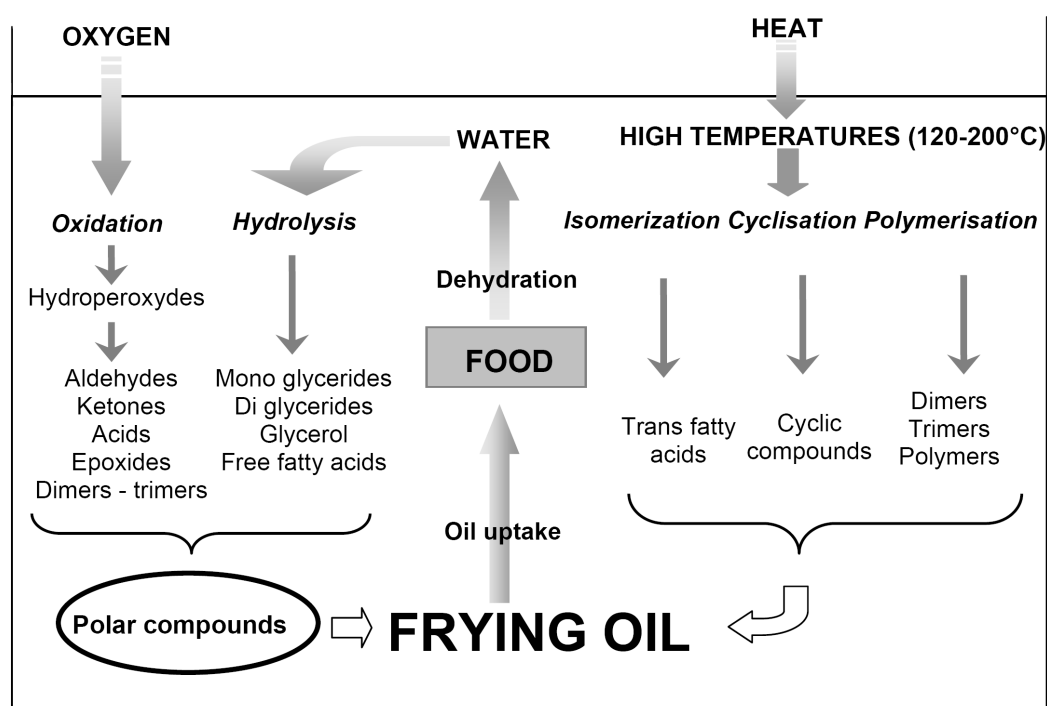 OXYGEN
HEAT
WATER
HIGH TEMPERATURES (120-200°C)
Oxidation
Hydrolysis
Isomerization Cyclisation Polymerisation
Hydroperoxydes
Dehydration
FOOD
Aldehydes
Ketones
Acids
Epoxides
Dimers - trimers
Mono glycerides
Di glycerides
Glycerol
Free fatty acids
Trans fatty
acids
Cyclic
compounds
Dimers
Trimers
Polymers
Oil uptake
Polar compounds
FRYING OIL